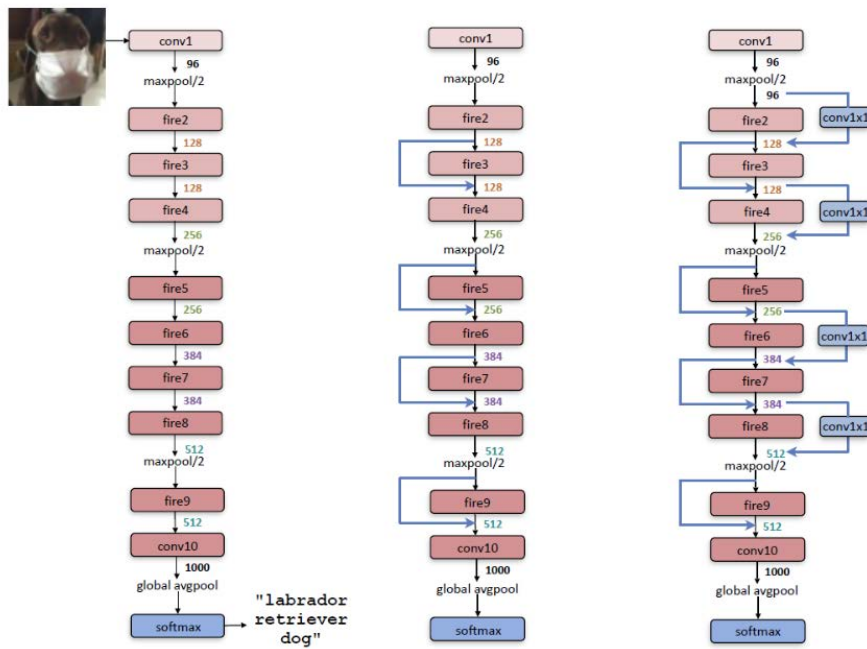 conv1
96
maxpool/2
fire2
128
fire3
128
fire4
256
maxpool/2
fire5
256
fire6
384
fire7
384
fire8
512
maxpool/2
fire9
512
conv10
1000
global avgpool
softmax
"labrador
retriever
dog"
conv1
96
maxpool/2
fire2
128
fire3
128
fire4
256
maxpool/2
fire5
256
fire6
384
fire7
384
fire8
512
maxpool/2
fire9
512
conv10
1000
global avgpool
softmax
conv1
96
maxpool/2
96
conv1x1
fire2
128
fire3
128
conv1x1
fire4
256
maxpool/2
fire5
256
conv1x1
fire6
384
fire7
384
conv1x1
fire8
512
maxpool/2
fire9
512
conv10
1000
global avgpool
softmax